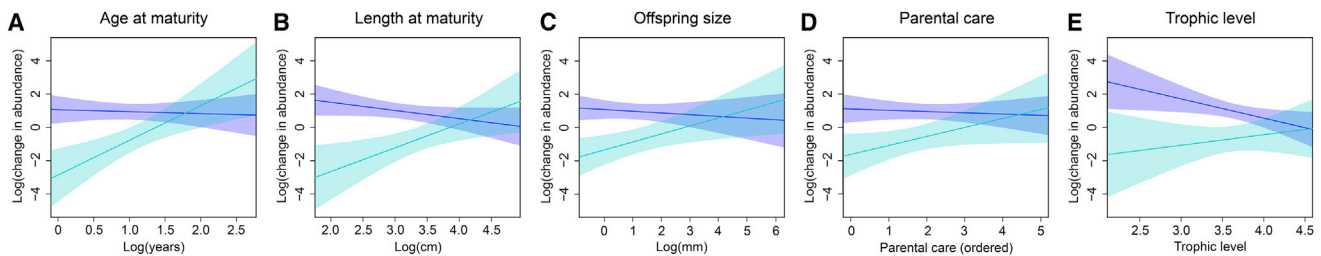 A Age at maturity
Log(change in abundance)
4
2
0
−2
−4
0 0.5 1.0 1.5 2.0 2.5
Log(years)
B Length at maturity
Log(change in abundance)
4
2
0
−2
−4
2.0 2.5 3.0 3.5 4.0 4.5
Log(cm)
C Offspring size
Log(change in abundance)
4
2
0
−2
−4
0 1 2 3 4 5 6
Log(mm)
D Parental care
Log(change in abundance)
4
2
0
−2
−4
0 1 2 3 4 5
Parental care (ordered)
E Trophic level
Log(change in abundance)
4
2
0
−2
−4
2.5 3.0 3.5 4.0 4.5
Trophic level